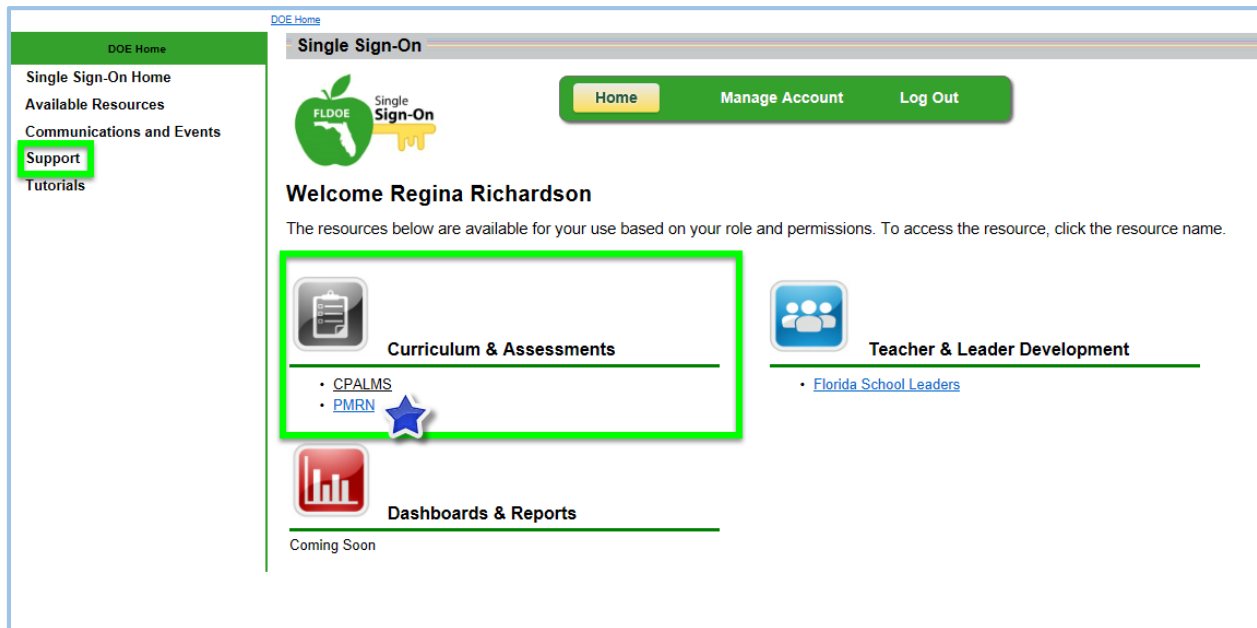 DOE Home
DOE Home
Single Sign-On Home
Available Resources
Communications and Events
Support
Tutorials
Single Sign-On
FLDOE
Single
Sign-On
Home Manage Account Log Out
Welcome Regina Richardson
The resources below are available for your use based on your role and permissions. To access the resource, click the resource name.
Curriculum & Assessments
• CPALMS
• PMRN
Teacher & Leader Development
• Florida School Leaders
Dashboards & Reports
Coming Soon